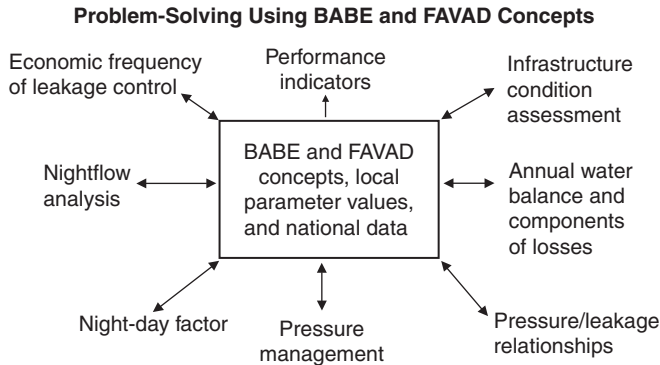 Problem-Solving Using BABE and FAVAD Concepts
Economic frequency
of leakage control
Performance
indicators
Infrastructure
condition
assessment
Nightflow
analysis
BABE and FAVAD
concepts, local
parameter values,
and national data
Annual water
balance and
components
of losses
Night-day factor
Pressure
management
Pressure/leakage
relationships